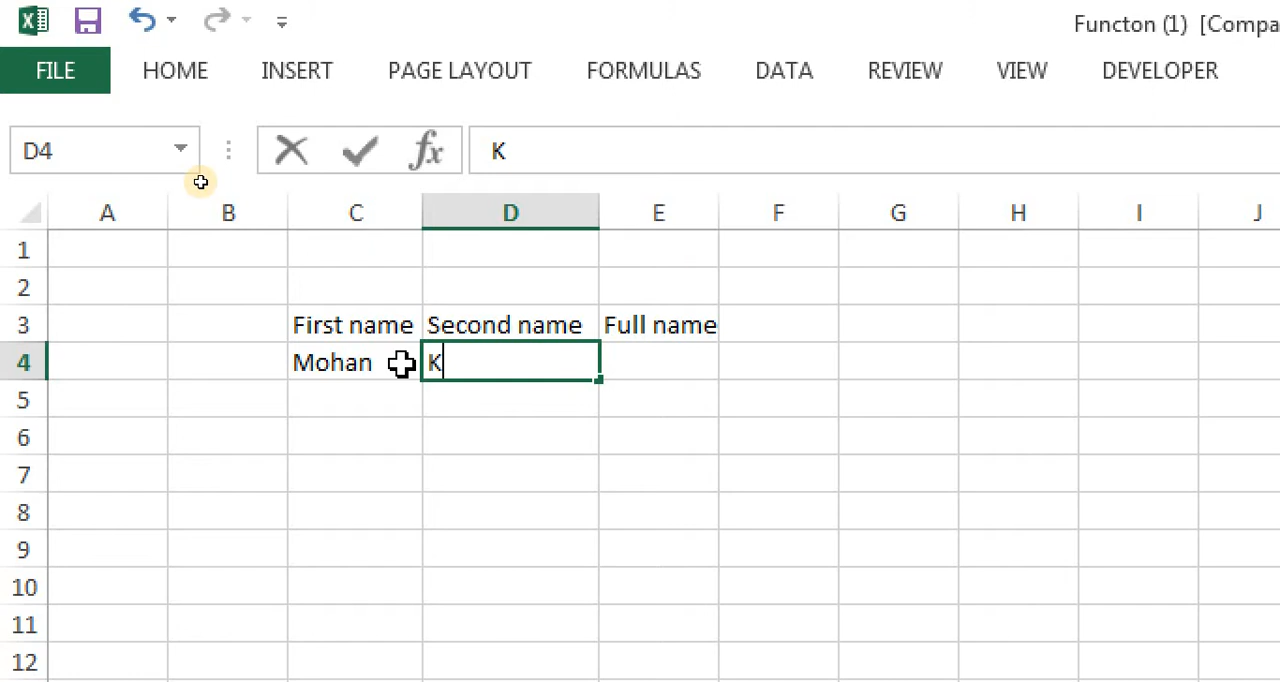 Functon (1) [Compa
FILE HOME INSERT PAGE LAYOUT FORMULAS DATA REVIEW VIEW DEVELOPER
D4 fx K
A B C D E F G H I J
1
2
3 First name Second name Full name
4 Mohan K
5
6
7
8
9
10
11
12